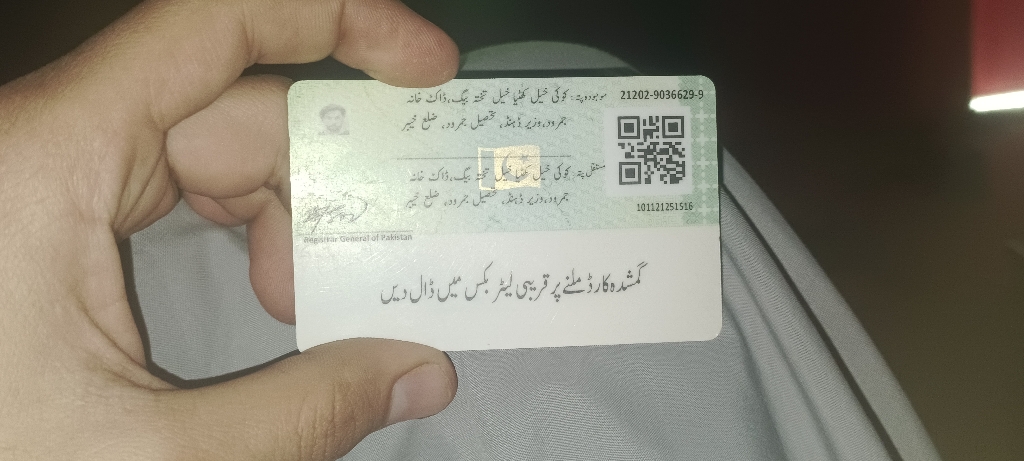 موجودہ پتہ: کوکی خیل کھٹیا خیل تختہ بیگ، ڈاک خانہ
جمرود، وزیر ڈھنڈ، تحصیل جمرود، ضلع خیبر
21202-9036629-9
مستقل پتہ: کوکی خیل کھٹیا خیل تختہ بیگ، ڈاک خانہ
جمرود، وزیر ڈھنڈ، تحصیل جمرود، ضلع خیبر
101121251516
Registrar General of Pakistan
گمشدہ کارڈ ملنے پر قریبی لیٹر بکس میں ڈال دیں